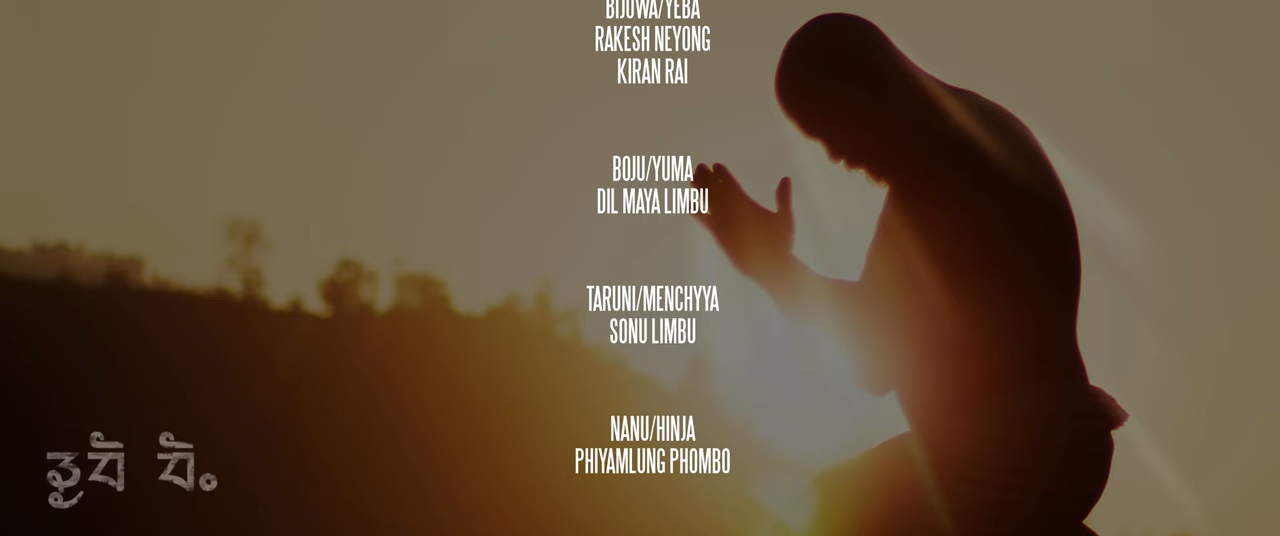 BIJUWA/YEBA
RAKESH NEYONG
KIRAN RAI
BOJU/YUMA
DIL MAYA LIMBU
TARUNI/MENCHYYA
SONU LIMBU
NANU/HINJA
PHIYAMLUNG PHOMBO